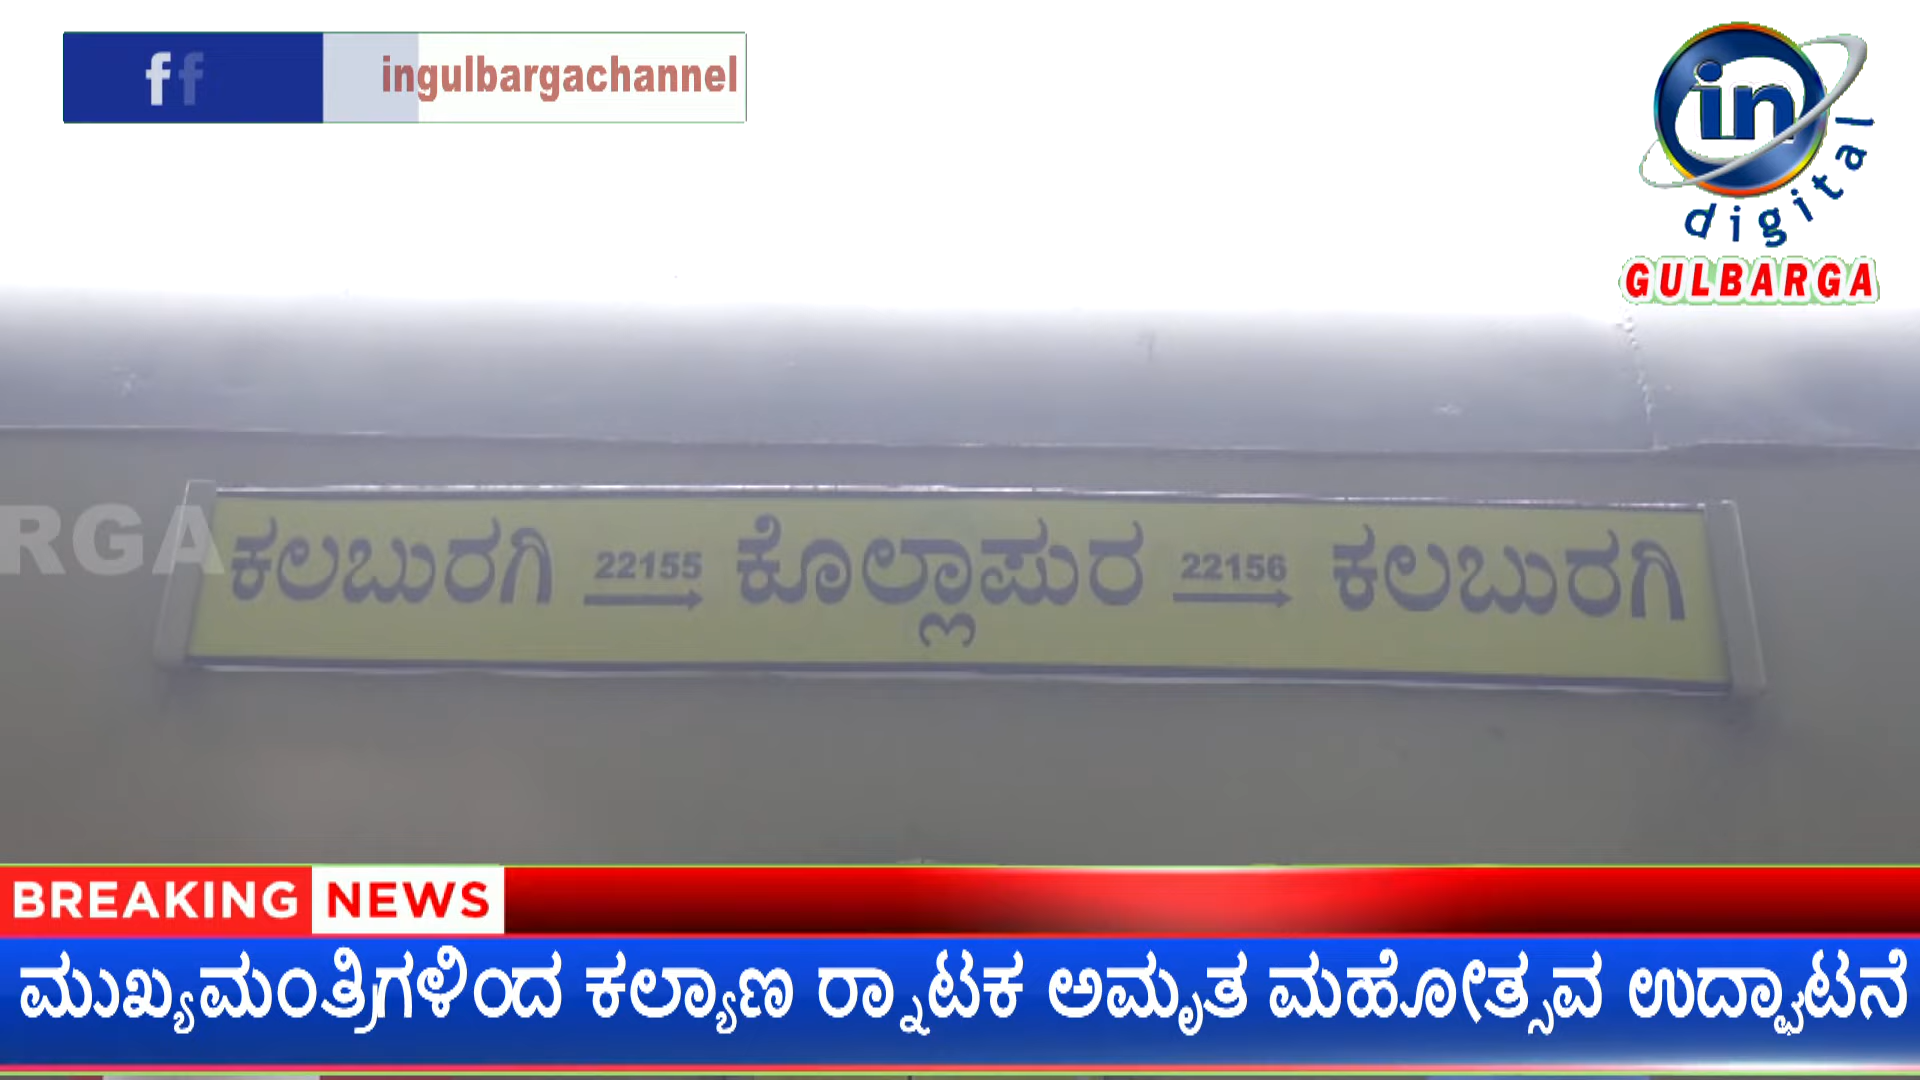 f f ingulbargachannel
in
digital
GULBARGA
RGA
ಕಲಬುರಗಿ 22155 ಕೊಲ್ಲಾಪುರ 22156 ಕಲಬುರಗಿ
BREAKING NEWS
ಮುಖ್ಯಮಂತ್ರಿಗಳಿಂದ ಕಲ್ಯಾಣ ರ‍್ನಾಟಕ ಅಮೃತ ಮಹೋತ್ಸವ ಉದ್ಘಾಟನೆ